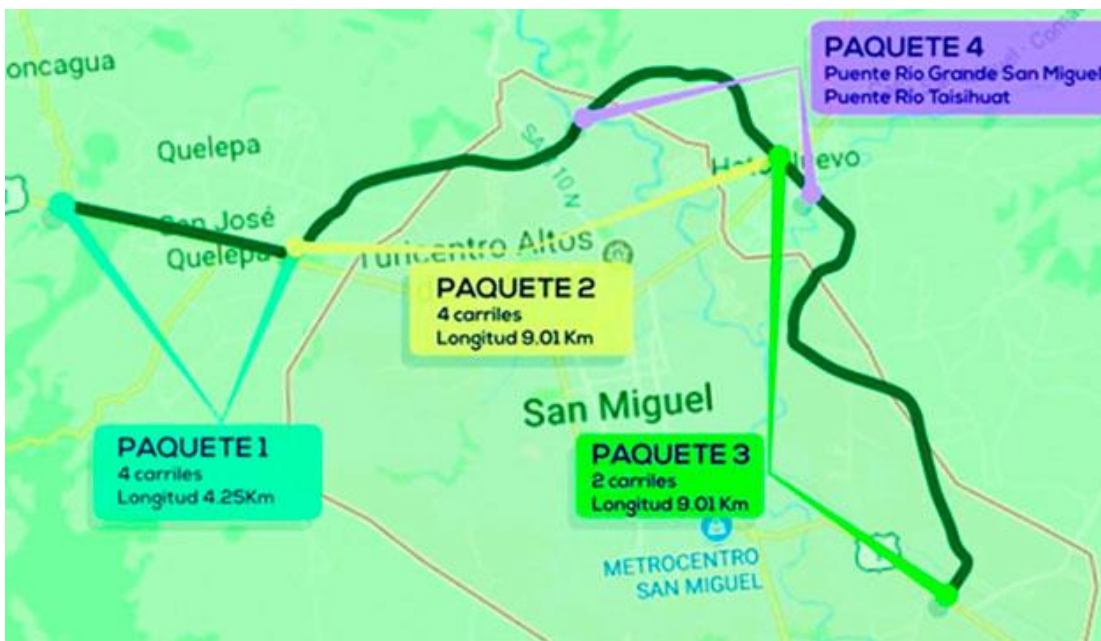 PAQUETE 4
Puente Río Grande San Miguel
Puente Río Taisihuat
oncagua
Quelepa
San José
Quelepa
Turicentro Altos
PAQUETE 2
4 carriles
Longitud 9.01 Km
San Miguel
PAQUETE 1
4 carriles
Longitud 4.25Km
PAQUETE 3
2 carriles
Longitud 9.01 Km
METROCENTRO
SAN MIGUEL